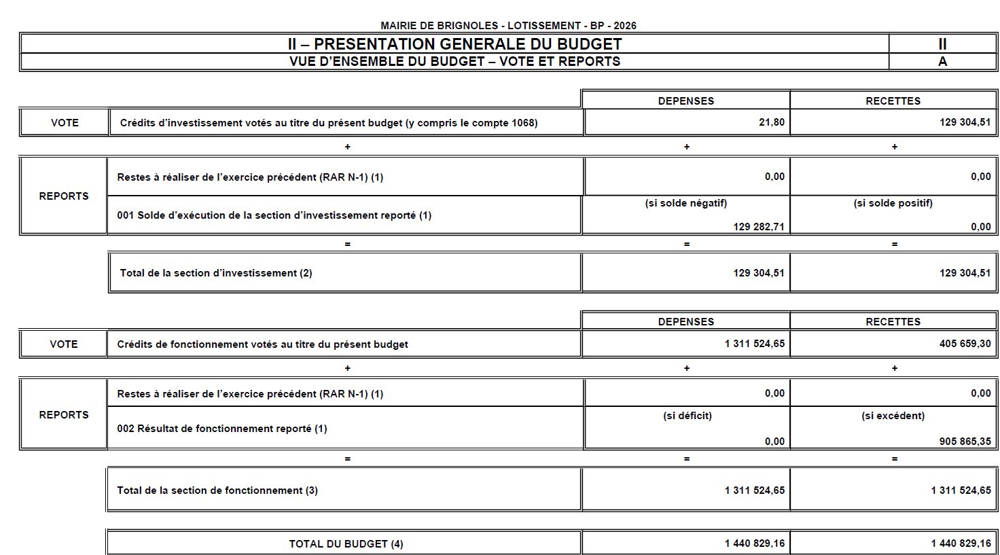 MAIRIE DE BRIGNOLES - LOTISSEMENT - BP - 2026
II – PRESENTATION GENERALE DU BUDGET II
VUE D’ENSEMBLE DU BUDGET – VOTE ET REPORTS A
DEPENSES RECETTES
VOTE Crédits d’investissement votés au titre du présent budget (y compris le compte 1068) 21,80 129 304,51
+ + +
Restes à réaliser de l’exercice précédent (RAR N-1) (1) 0,00 0,00
REPORTS
(si solde négatif) (si solde positif)
001 Solde d’exécution de la section d’investissement reporté (1)
129 282,71 0,00
= = =
Total de la section d’investissement (2) 129 304,51 129 304,51
DEPENSES RECETTES
VOTE Crédits de fonctionnement votés au titre du présent budget 1 311 524,65 405 659,30
+ + +
Restes à réaliser de l’exercice précédent (RAR N-1) (1) 0,00 0,00
REPORTS (si déficit) (si excédent)
002 Résultat de fonctionnement reporté (1)
0,00 905 865,35
= = =
Total de la section de fonctionnement (3) 1 311 524,65 1 311 524,65
TOTAL DU BUDGET (4) 1 440 829,16 1 440 829,16